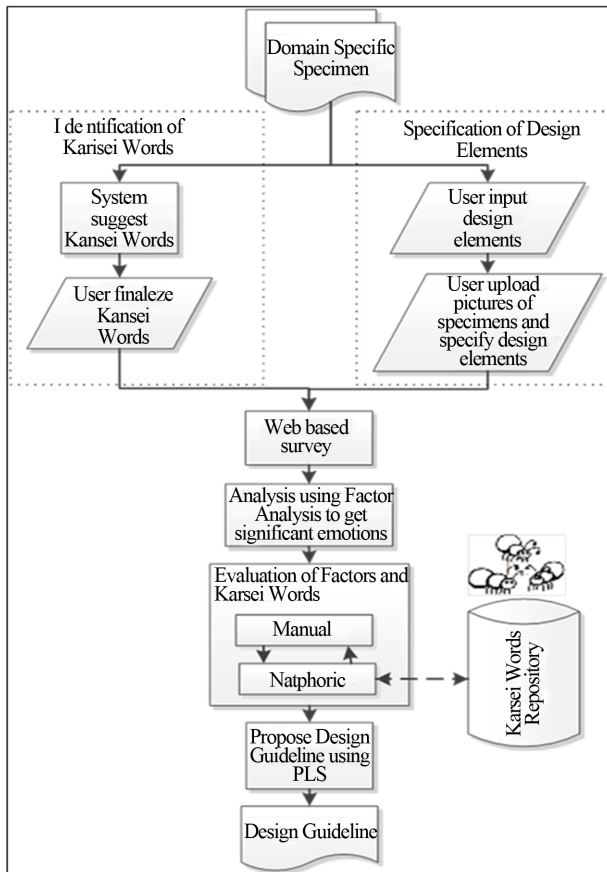 Domain Specific
Specimen
I de ntification of
Karisei Words
Specification of Design
Elements
System
suggest
Kansei Words
User input
design
elements
User finaleze
Kansei
Words
User upload
pictures of
specimens and
specify design
elements
Web based
survey
Analysis using Factor
Analysis to get
significant emotions
Evaluation of Factors and
Karsei Words
Manual
Natphoric
Karsei Words
Repository
Propose Design
Guideline using
PLS
Design Guideline